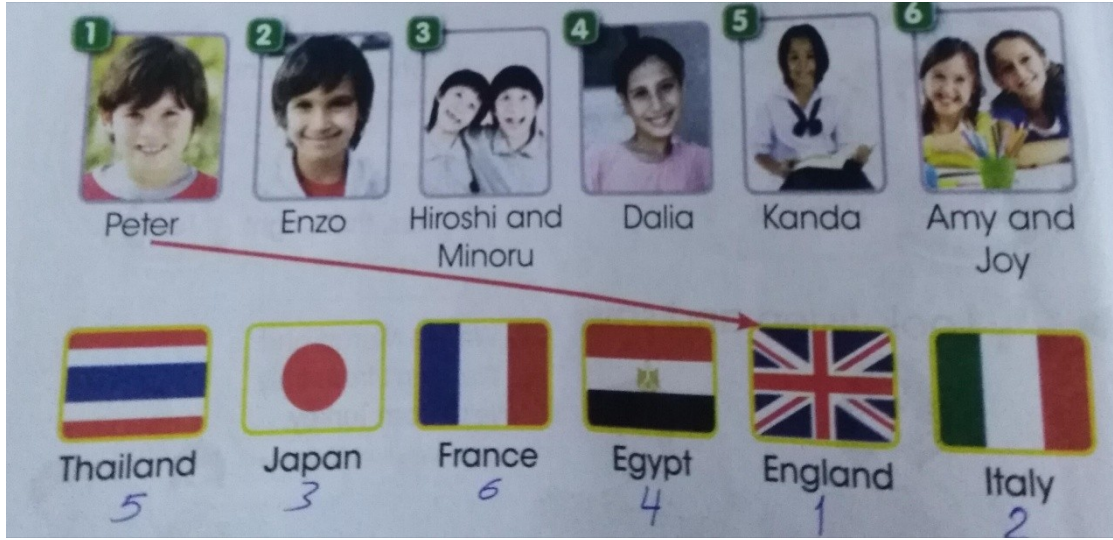 1 2 3 4 5 6
Peter Enzo Hiroshi and Minoru Dalia Kanda Amy and Joy
Thailand Japan France Egypt England Italy
5 3 6 4 1 2